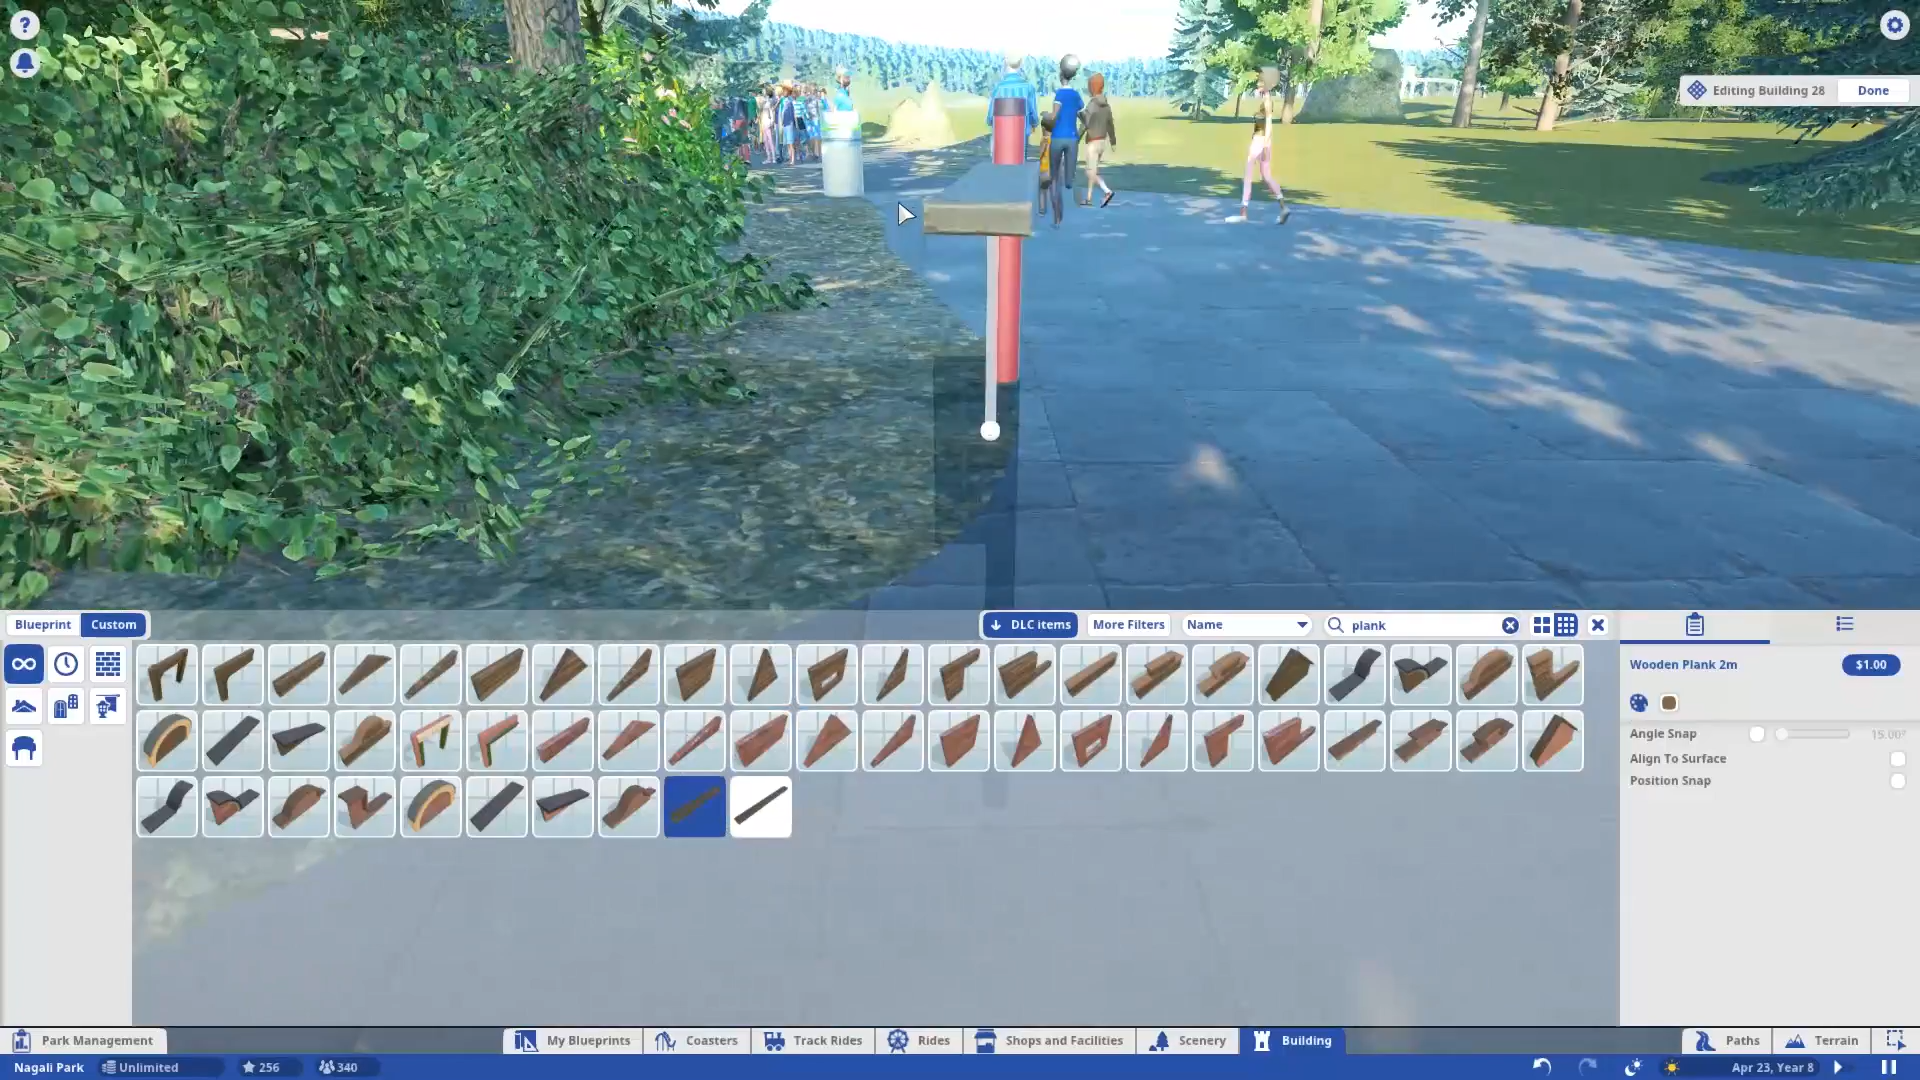 ?
Editing Building 28 Done
Blueprint Custom DLC items More Filters Name plank
Wooden Plank 2m $1.00
Angle Snap 15.00°
Align To Surface
Position Snap
Park Management My Blueprints Coasters Track Rides Rides Shops and Facilities Scenery Building Paths Terrain
Nagali Park Unlimited 256 340 Apr 23, Year 8